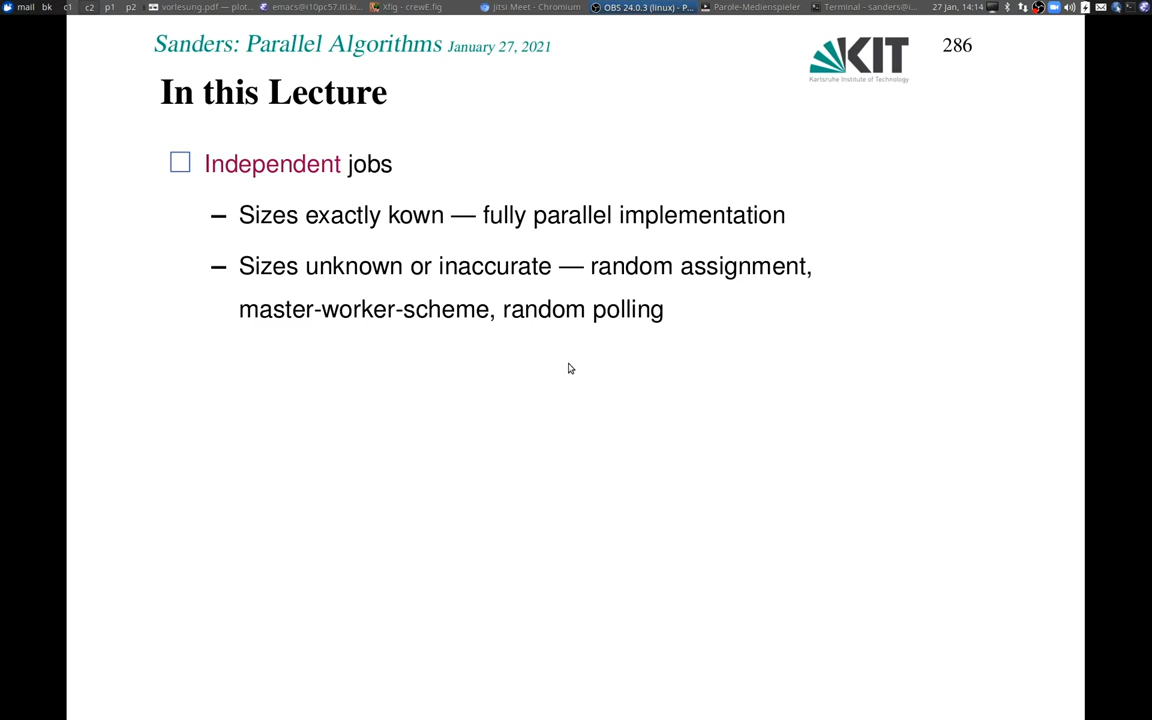 mail bk c1 c2 p1 p2 vorlesung.pdf — plot... emacs@i10pc57.iti.ki... Xfig - crewE.fig Jitsi Meet - Chromium OBS 24.0.3 (linux) - P... Parole-Medienspieler Terminal - sanders@i... 27 Jan, 14:14
Sanders: Parallel Algorithms January 27, 2021
KIT
Karlsruhe Institute of Technology
286
In this Lecture
Independent jobs
– Sizes exactly kown — fully parallel implementation
– Sizes unknown or inaccurate — random assignment,
master-worker-scheme, random polling